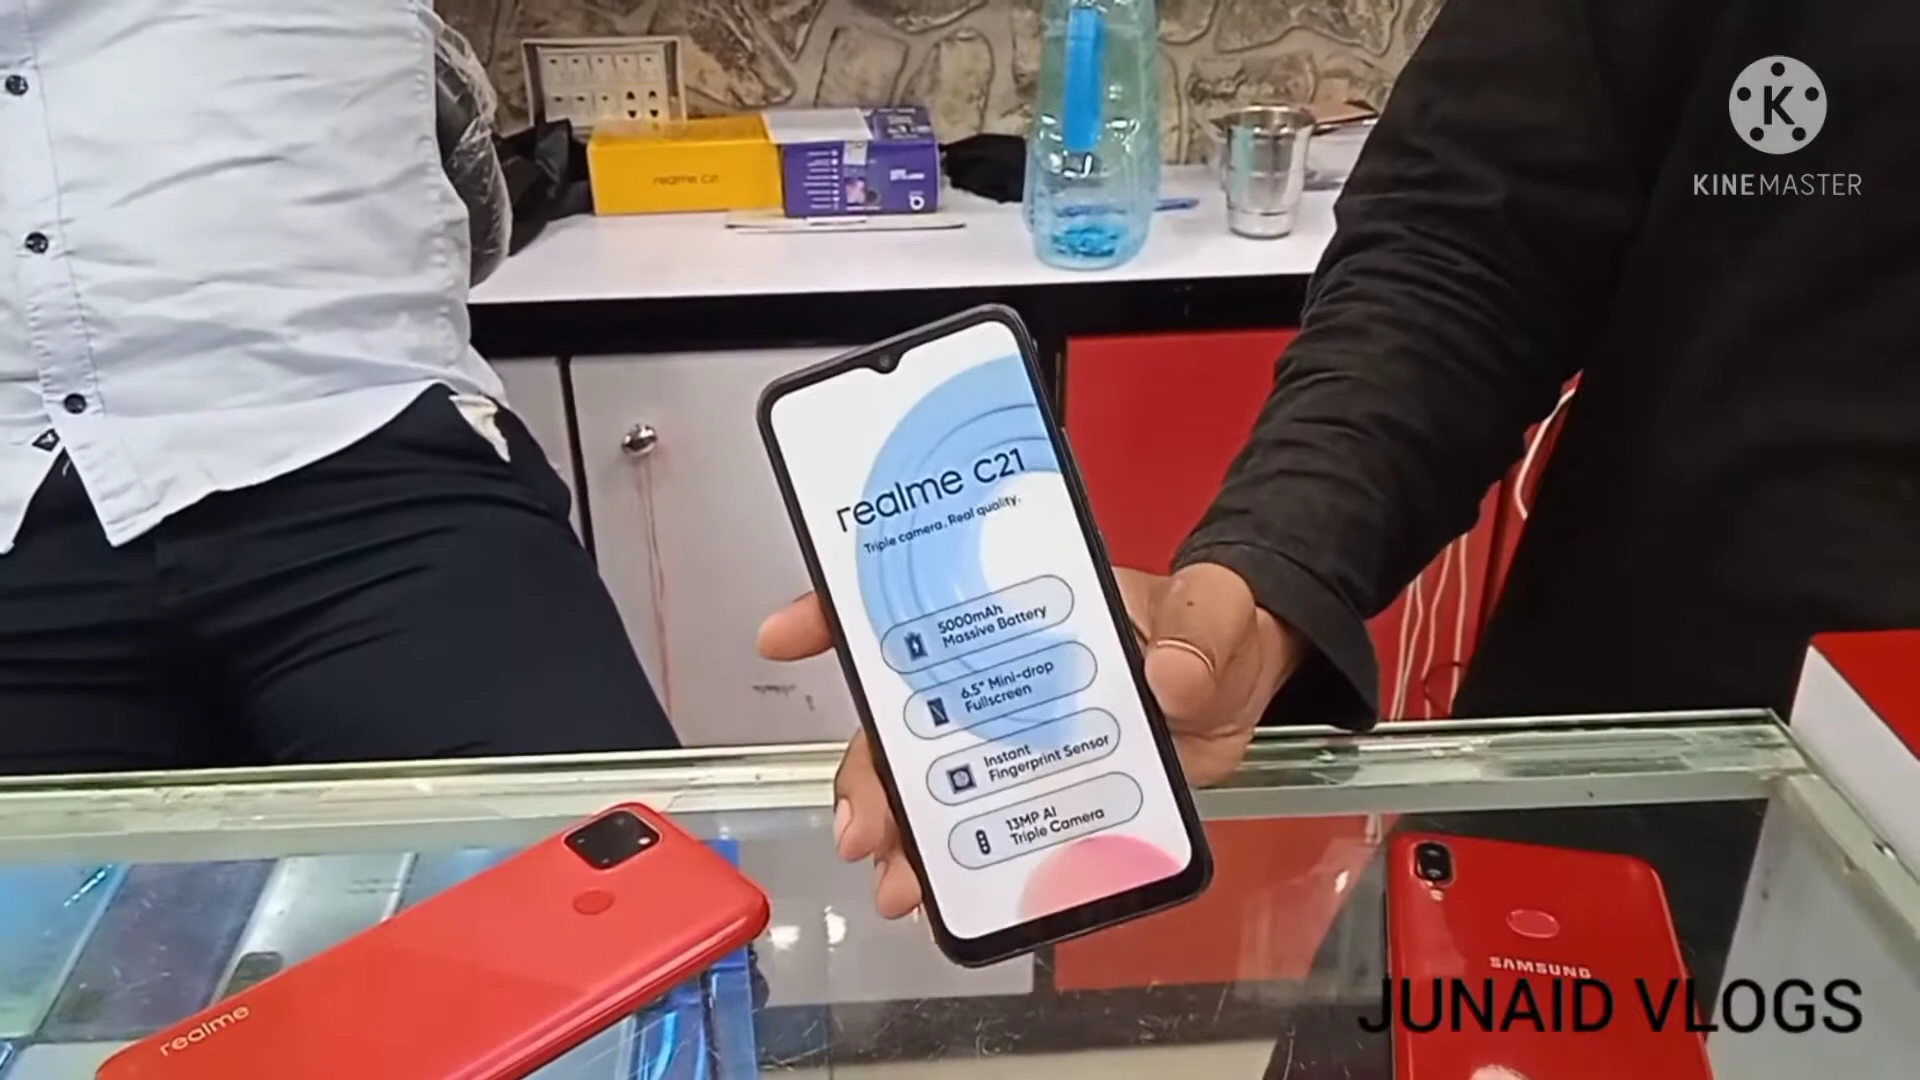 KINEMASTER
realme C21
realme C21
Triple camera. Real quality.
5000mAh
Massive Battery
6.5" Mini-drop
Fullscreen
Instant
Fingerprint Sensor
13MP AI
Triple Camera
realme
SAMSUNG
JUNAID VLOGS